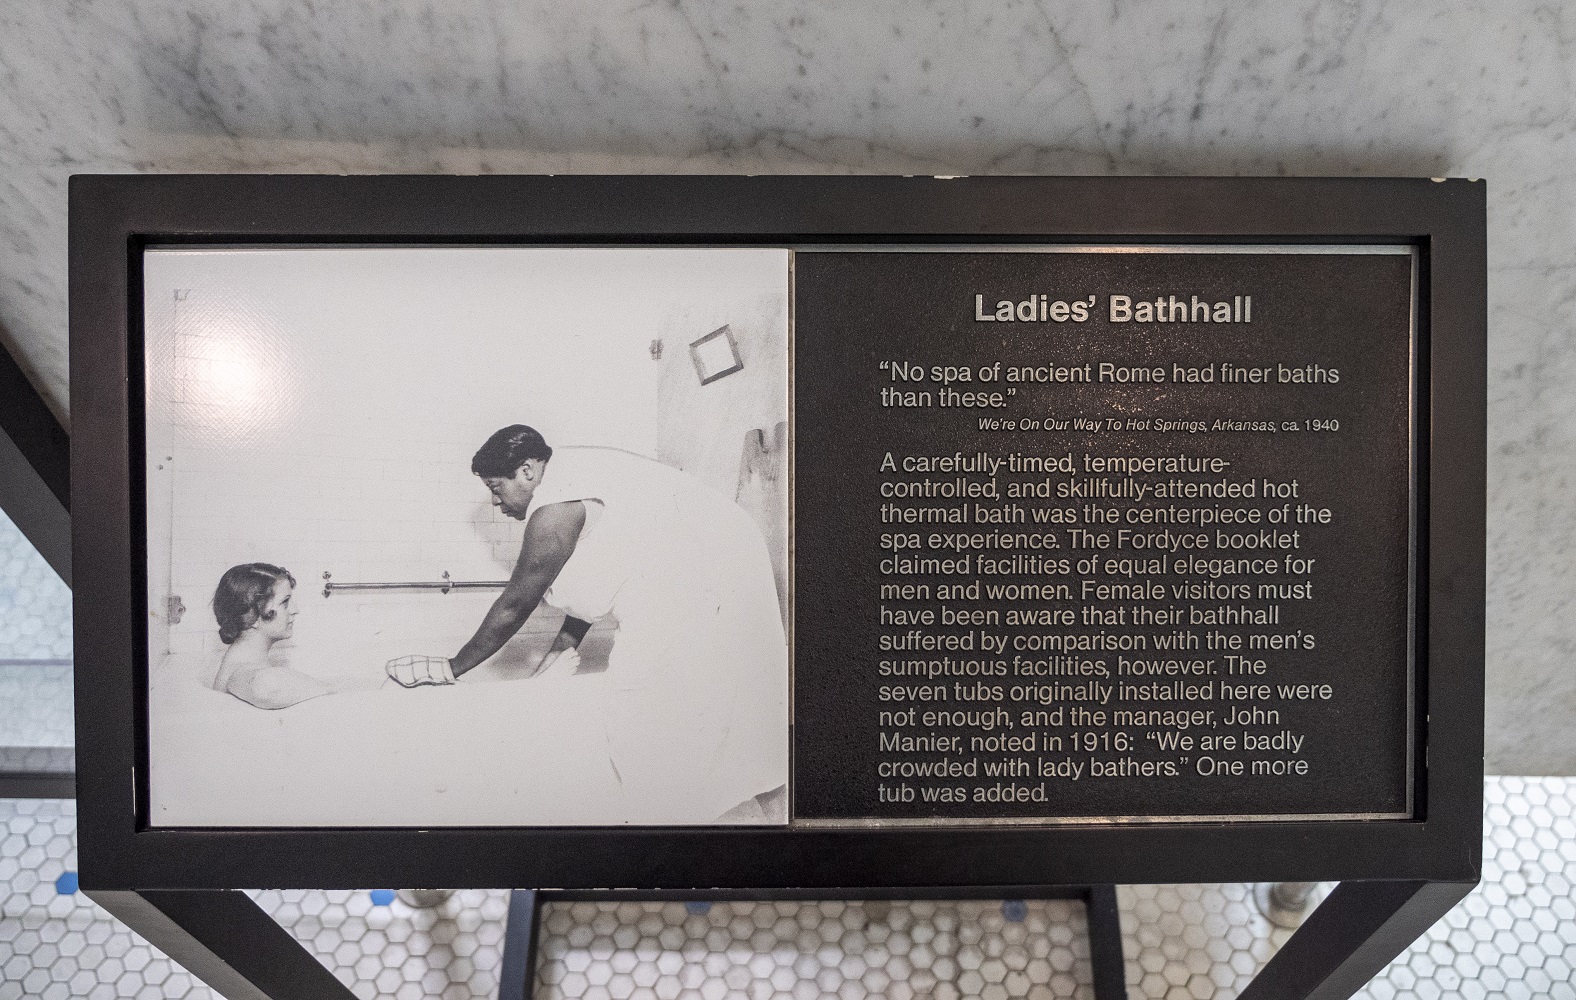 Ladies' Bathhall
“No spa of ancient Rome had finer baths
than these.”
We're On Our Way To Hot Springs, Arkansas, ca. 1940
A carefully-timed, temperature-
controlled, and skillfully-attended hot
thermal bath was the centerpiece of the
spa experience. The Fordyce booklet
claimed facilities of equal elegance for
men and women. Female visitors must
have been aware that their bathhall
suffered by comparison with the men's
sumptuous facilities, however. The
seven tubs originally installed here were
not enough, and the manager, John
Manier, noted in 1916: “We are badly
crowded with lady bathers.” One more
tub was added.